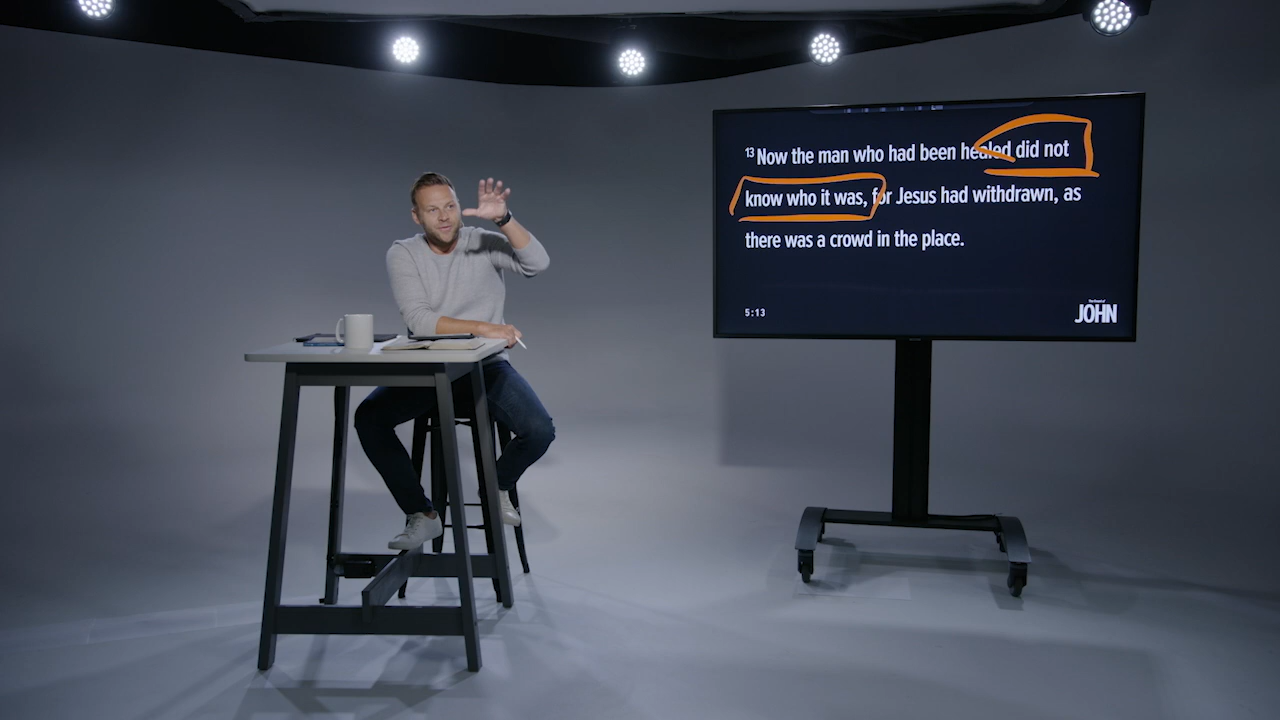 13 Now the man who had been healed did not
know who it was, for Jesus had withdrawn, as
there was a crowd in the place.
5:13
JOHN